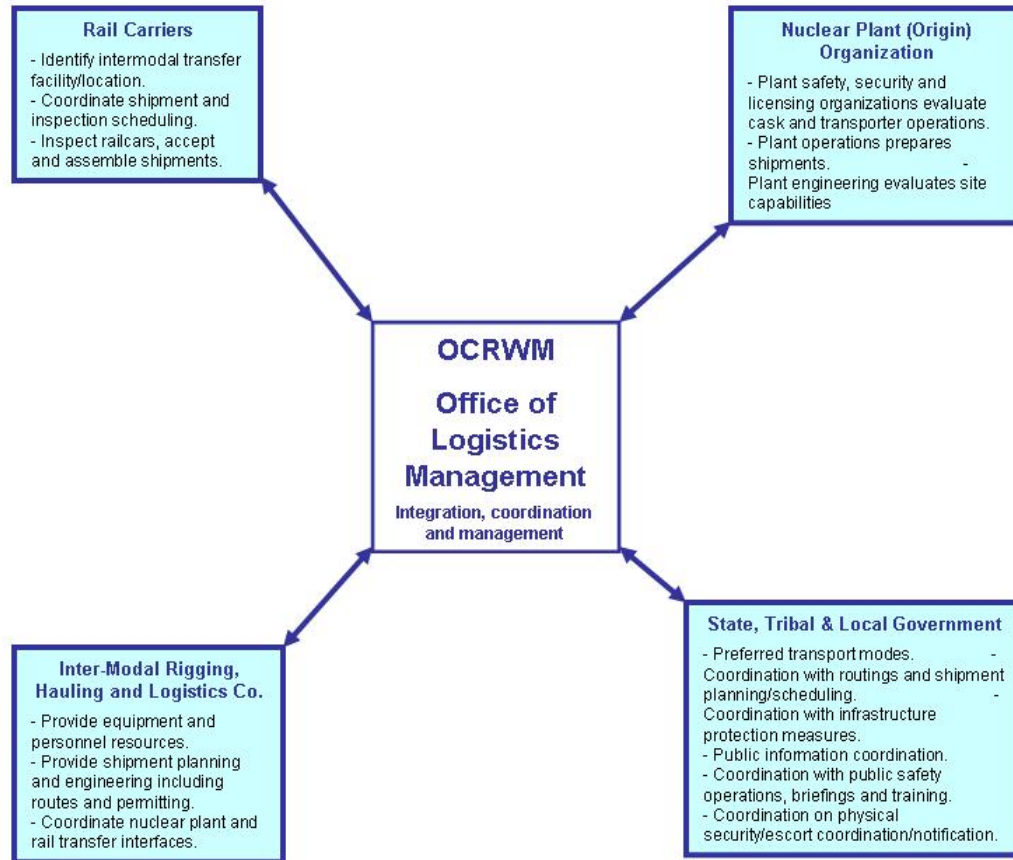 Rail Carriers
- Identify intermodal transfer
facility/location.
- Coordinate shipment and
inspection scheduling.
- Inspect railcars, accept
and assemble shipments.
Nuclear Plant (Origin)
Organization
- Plant safety, security and
licensing organizations evaluate
cask and transporter operations.
- Plant operations prepares
shipments. -
Plant engineering evaluates site
capabilities
OCRWM
Office of
Logistics
Management
Integration, coordination
and management
Inter-Modal Rigging,
Hauling and Logistics Co.
- Provide equipment and
personnel resources.
- Provide shipment planning
and engineering including
routes and permitting.
- Coordinate nuclear plant and
rail transfer interfaces.
State, Tribal & Local Government
- Preferred transport modes. -
Coordination with routings and shipment
planning/scheduling. -
Coordination with infrastructure
protection measures.
- Public information coordination.
- Coordination with public safety
operations, briefings and training.
- Coordination on physical
security/escort coordination/notification.